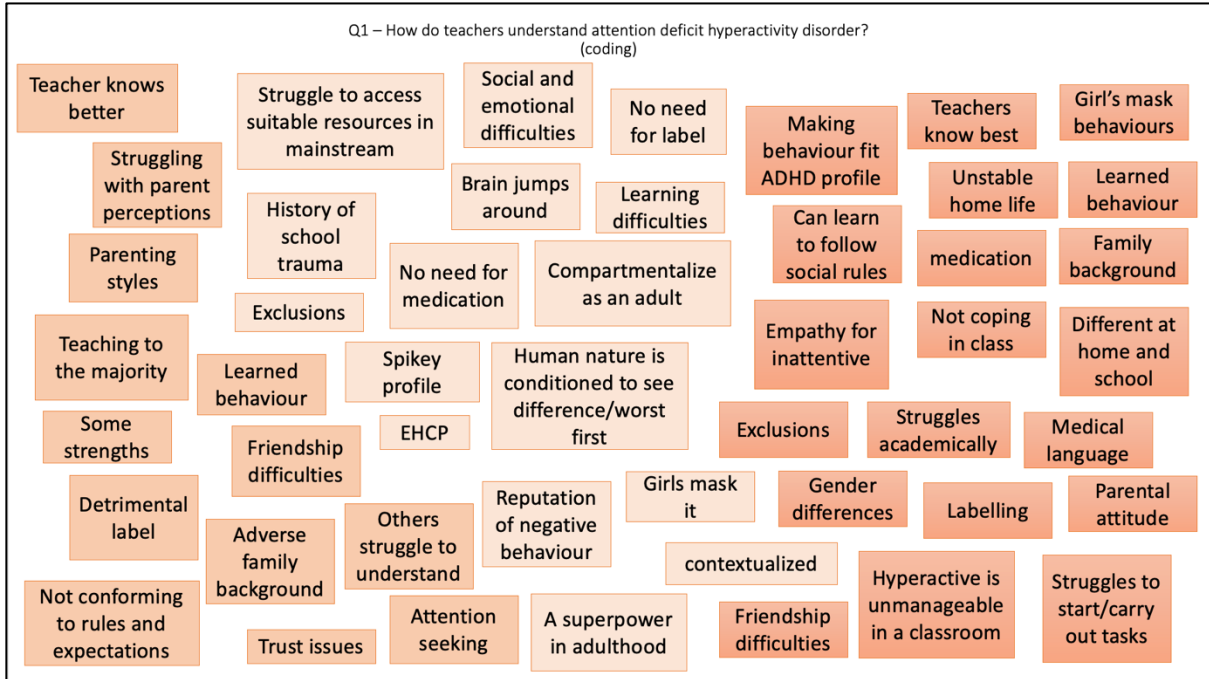 Q1 – How do teachers understand attention deficit hyperactivity disorder?
(coding)
Teacher knows
better
Struggle to access
suitable resources in
mainstream
Social and
emotional
difficulties
No need
for label
Making
behaviour fit
ADHD profile
Teachers
know best
Girl's mask
behaviours
Struggling
with parent
perceptions
Brain jumps
around
Learning
difficulties
Unstable
home life
Learned
behaviour
History of
school
trauma
Can learn
to follow
social rules
Parenting
styles
No need for
medication
Compartmentalize
as an adult
medication
Family
background
Exclusions
Teaching to
the majority
Learned
behaviour
Spikey
profile
Human nature is
conditioned to see
difference/worst
first
Empathy for
inattentive
Not coping
in class
Different at
home and
school
Some
strengths
Friendship
difficulties
EHCP
Exclusions
Struggles
academically
Medical
language
Detrimental
label
Adverse
family
background
Others
struggle to
understand
Reputation
of negative
behaviour
Girls mask
it
Gender
differences
Labelling
Parental
attitude
contextualized
Not conforming
to rules and
expectations
Trust issues
Attention
seeking
A superpower
in adulthood
Friendship
difficulties
Hyperactive is
unmanageable
in a classroom
Struggles to
start/carry
out tasks